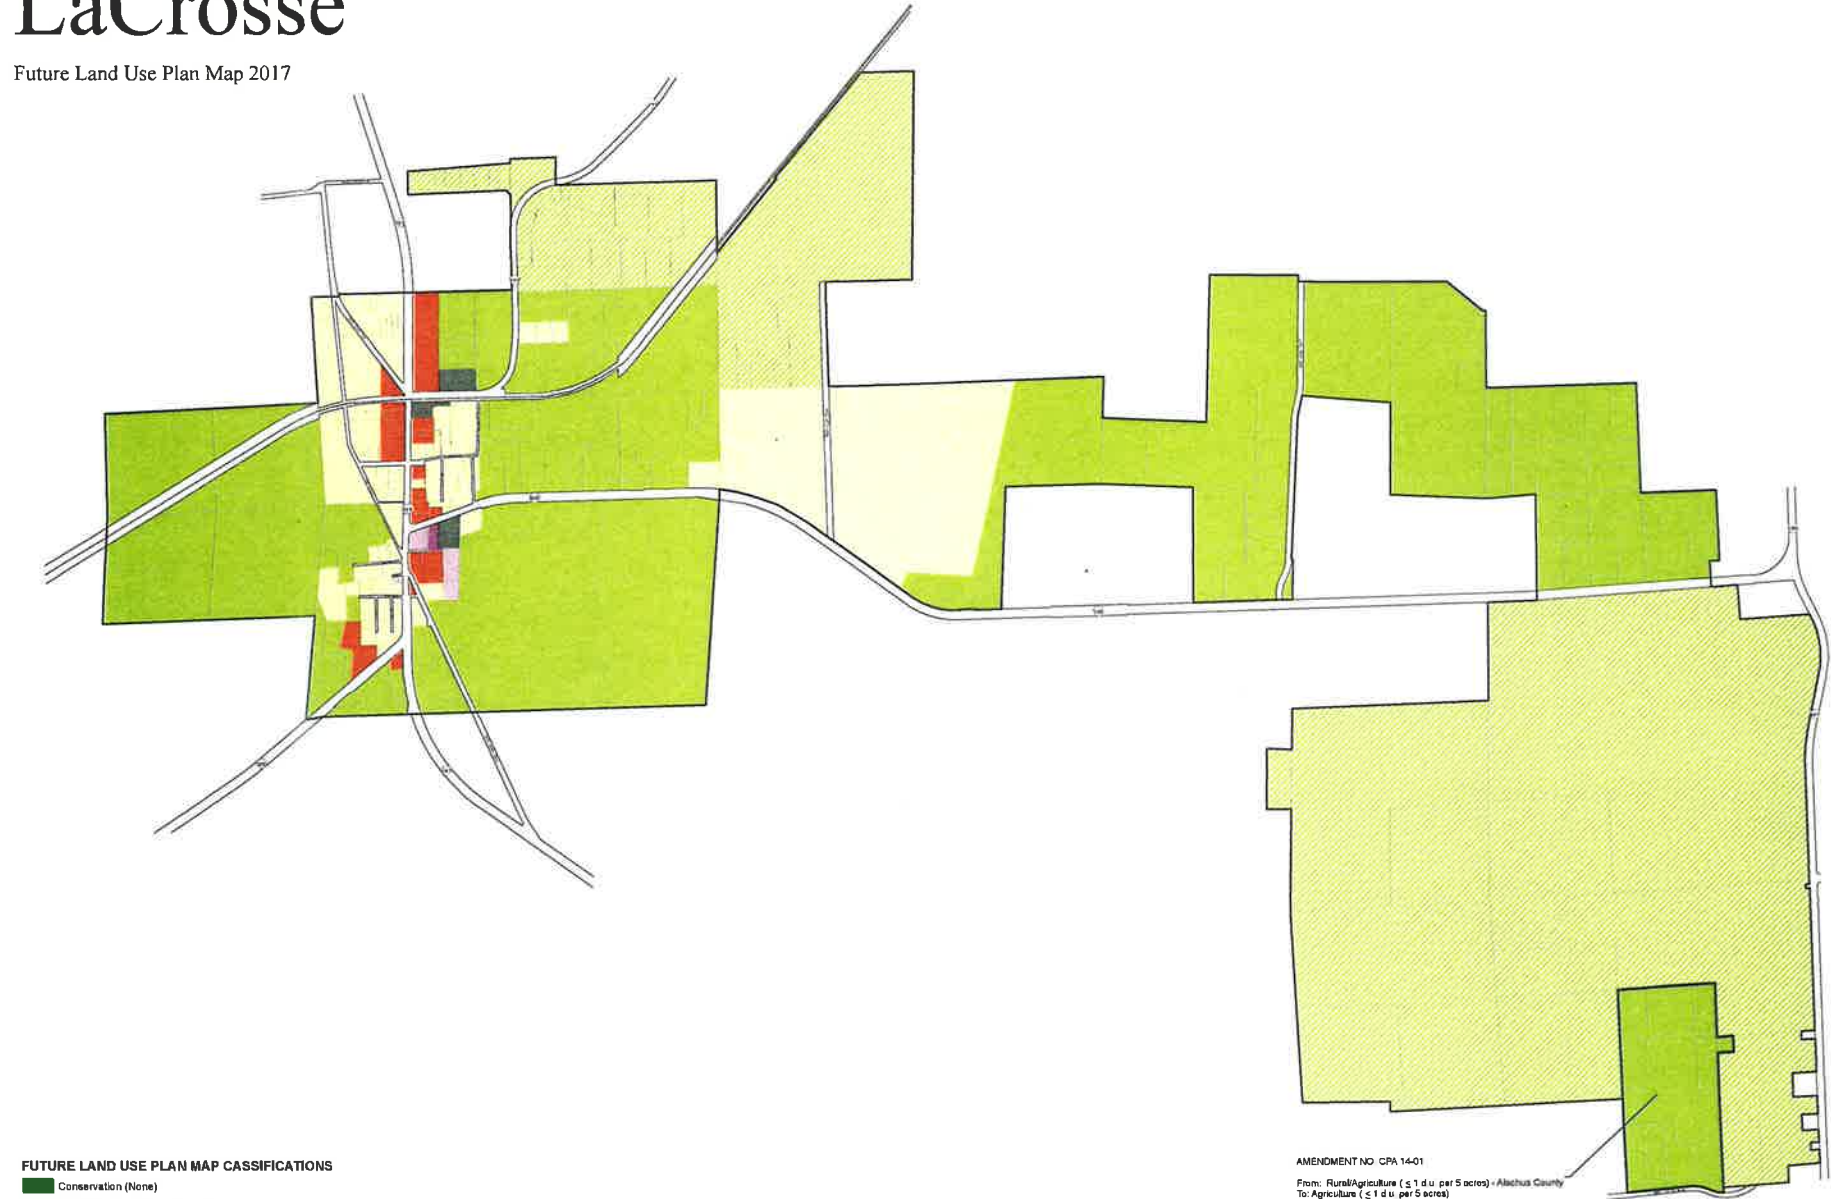 LaCrosse
Future Land Use Plan Map 2017
FUTURE LAND USE PLAN MAP CASSIFICATIONS
Conservation (None)
AMENDMENT NO CPA 14-01
From: Rural/Agriculture ( ≤ 1 d.u. per 5 acres) - Alachua County
To: Agriculture ( ≤ 1 d u per 5 acres)